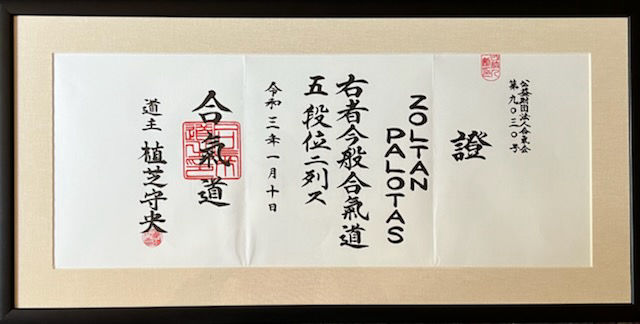 公益財団法人合気会
第九〇三〇号
證
ZOLTAN
PALOTAS
右者今般合氣道
五段位ニ列ス
令和三年一月十日
合氣道
道主 植芝守央